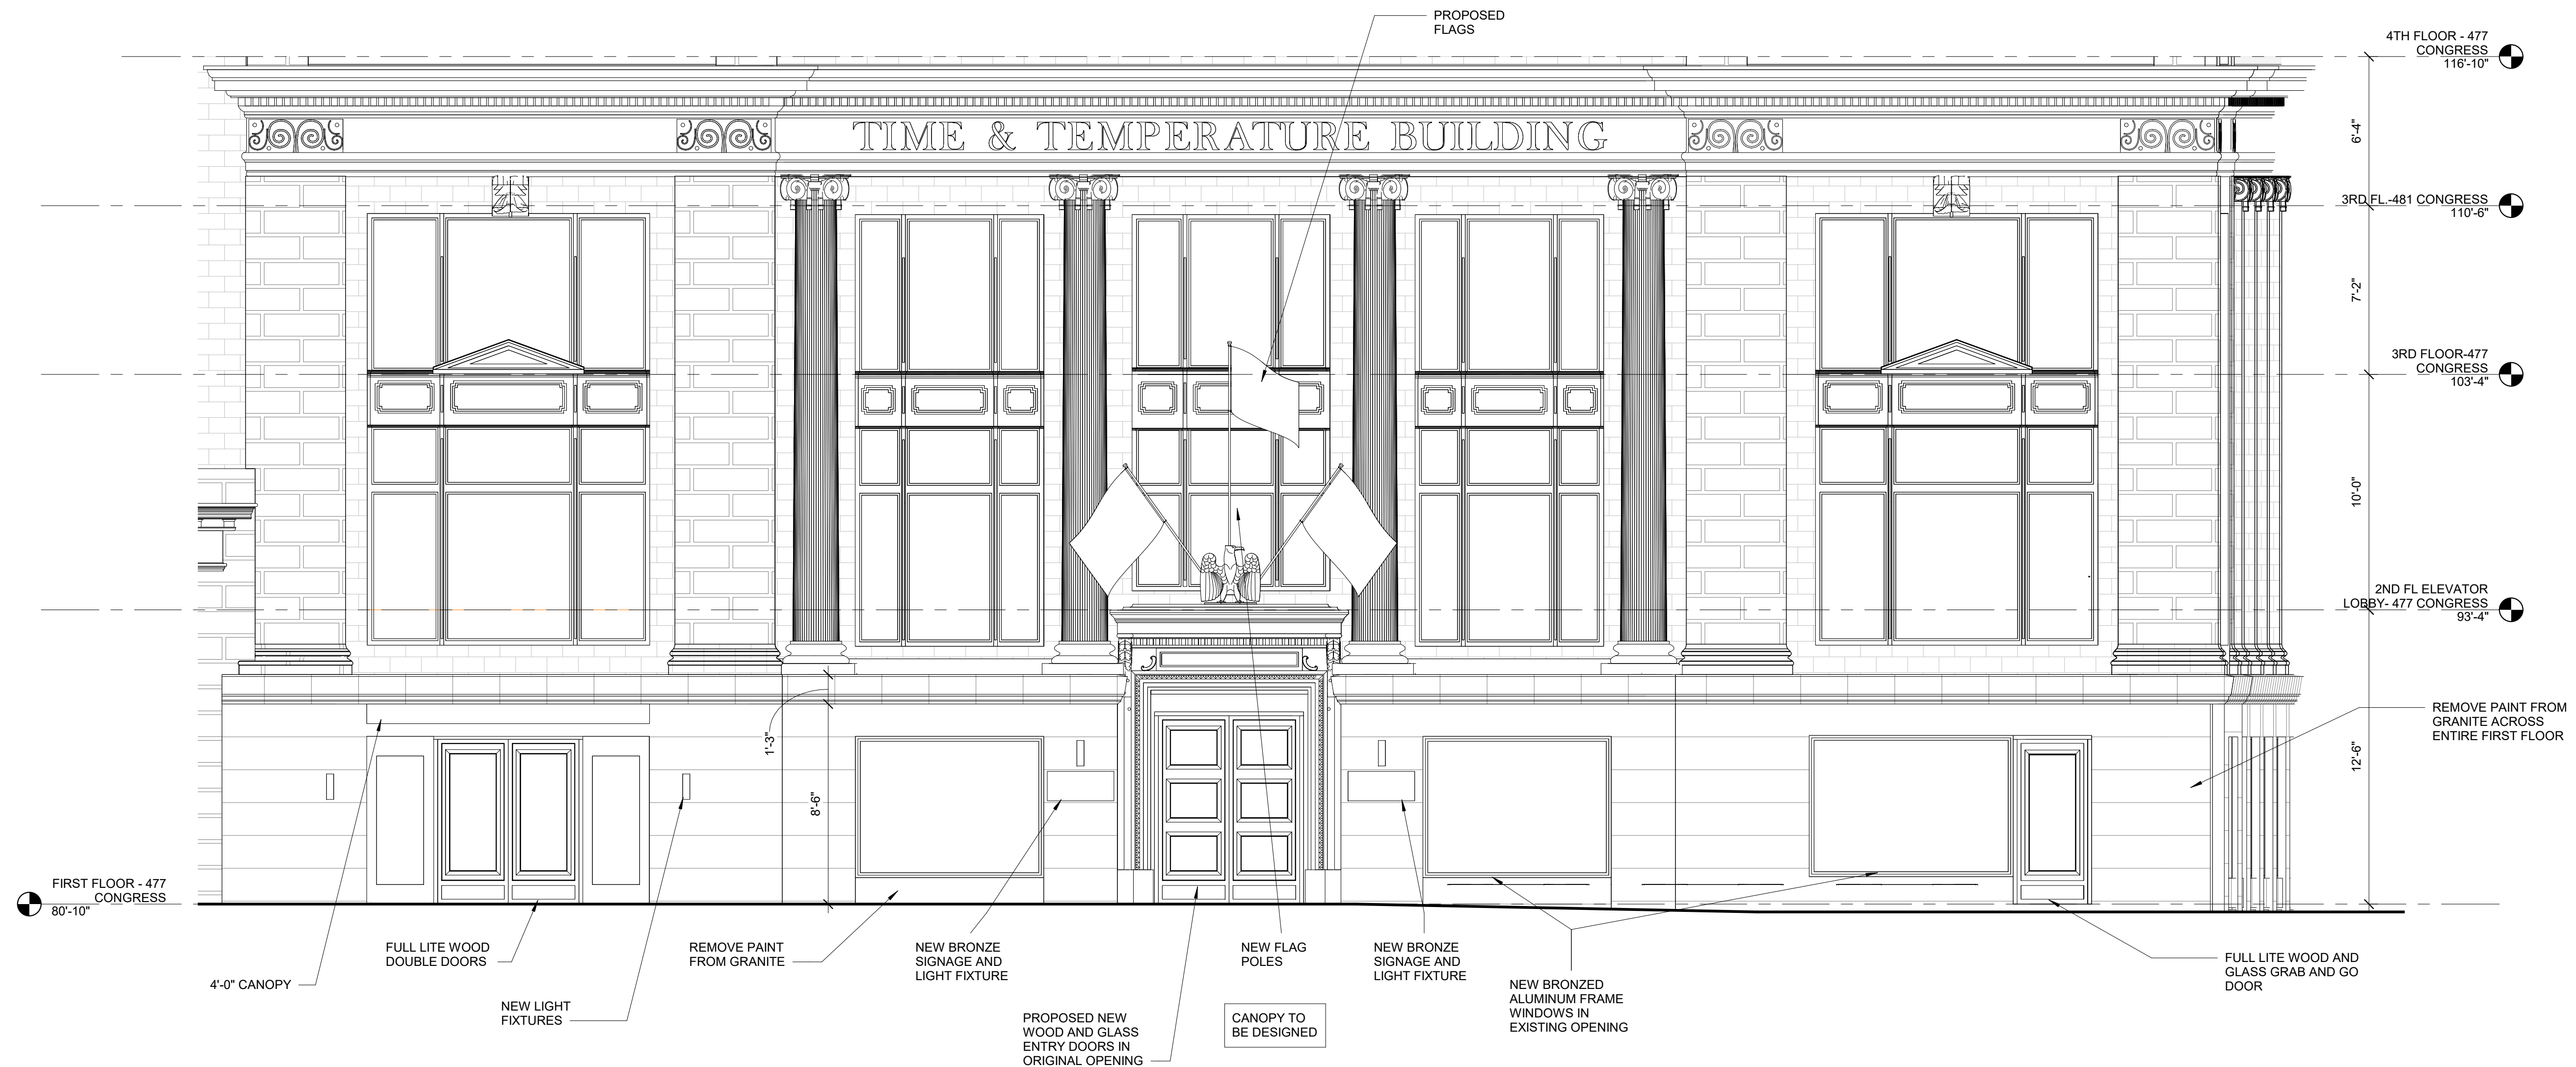 PROPOSED
FLAGS
4TH FLOOR - 477
CONGRESS
116'-10"
6'-4"
TIME & TEMPERATURE BUILDING
3RD FL.-481 CONGRESS
110'-6"
7'-2"
3RD FLOOR-477
CONGRESS
103'-4"
10'-0"
2ND FL ELEVATOR
LOBBY- 477 CONGRESS
93'-4"
REMOVE PAINT FROM
GRANITE ACROSS
ENTIRE FIRST FLOOR
1'-3"
12'-6"
8'-6"
FIRST FLOOR - 477
CONGRESS
80'-10"
FULL LITE WOOD
DOUBLE DOORS
REMOVE PAINT
FROM GRANITE
NEW BRONZE
SIGNAGE AND
LIGHT FIXTURE
NEW FLAG
POLES
NEW BRONZE
SIGNAGE AND
LIGHT FIXTURE
FULL LITE WOOD AND
GLASS GRAB AND GO
DOOR
4'-0" CANOPY
NEW BRONZED
ALUMINUM FRAME
WINDOWS IN
EXISTING OPENING
NEW LIGHT
FIXTURES
PROPOSED NEW
WOOD AND GLASS
ENTRY DOORS IN
ORIGINAL OPENING
CANOPY TO
BE DESIGNED